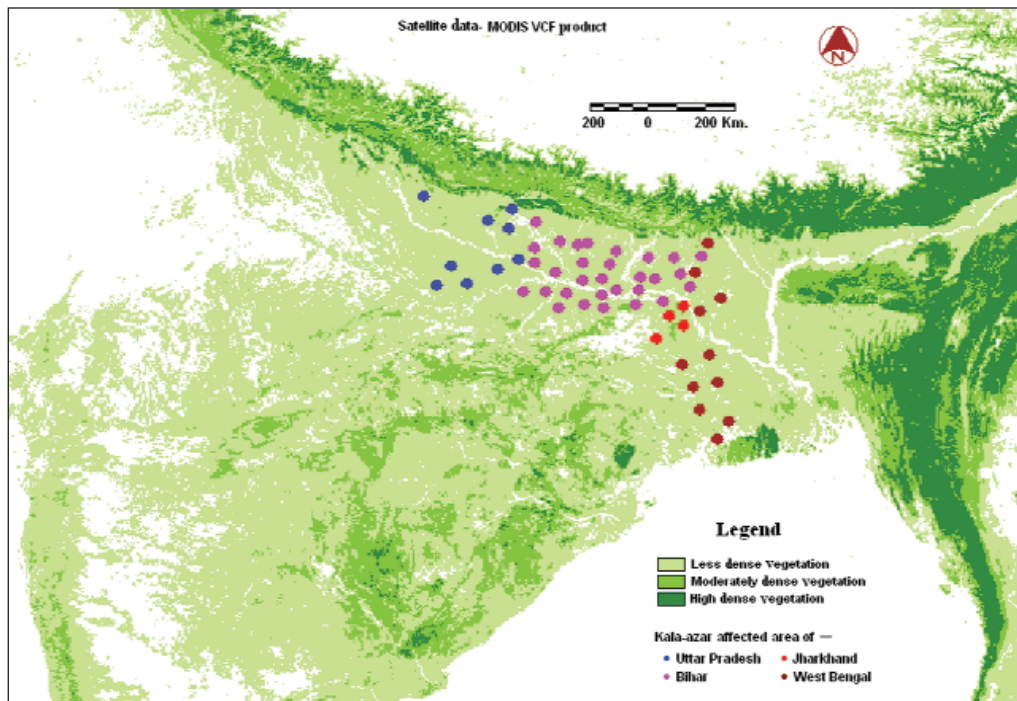 Satellite data- MODIS VCF product
N
200 0 200 Km.
Legend
Less dense vegetation
Moderately dense vegetation
High dense vegetation
Kala-azar affected area of —
Uttar Pradesh
Jharkhand
Bihar
West Bengal